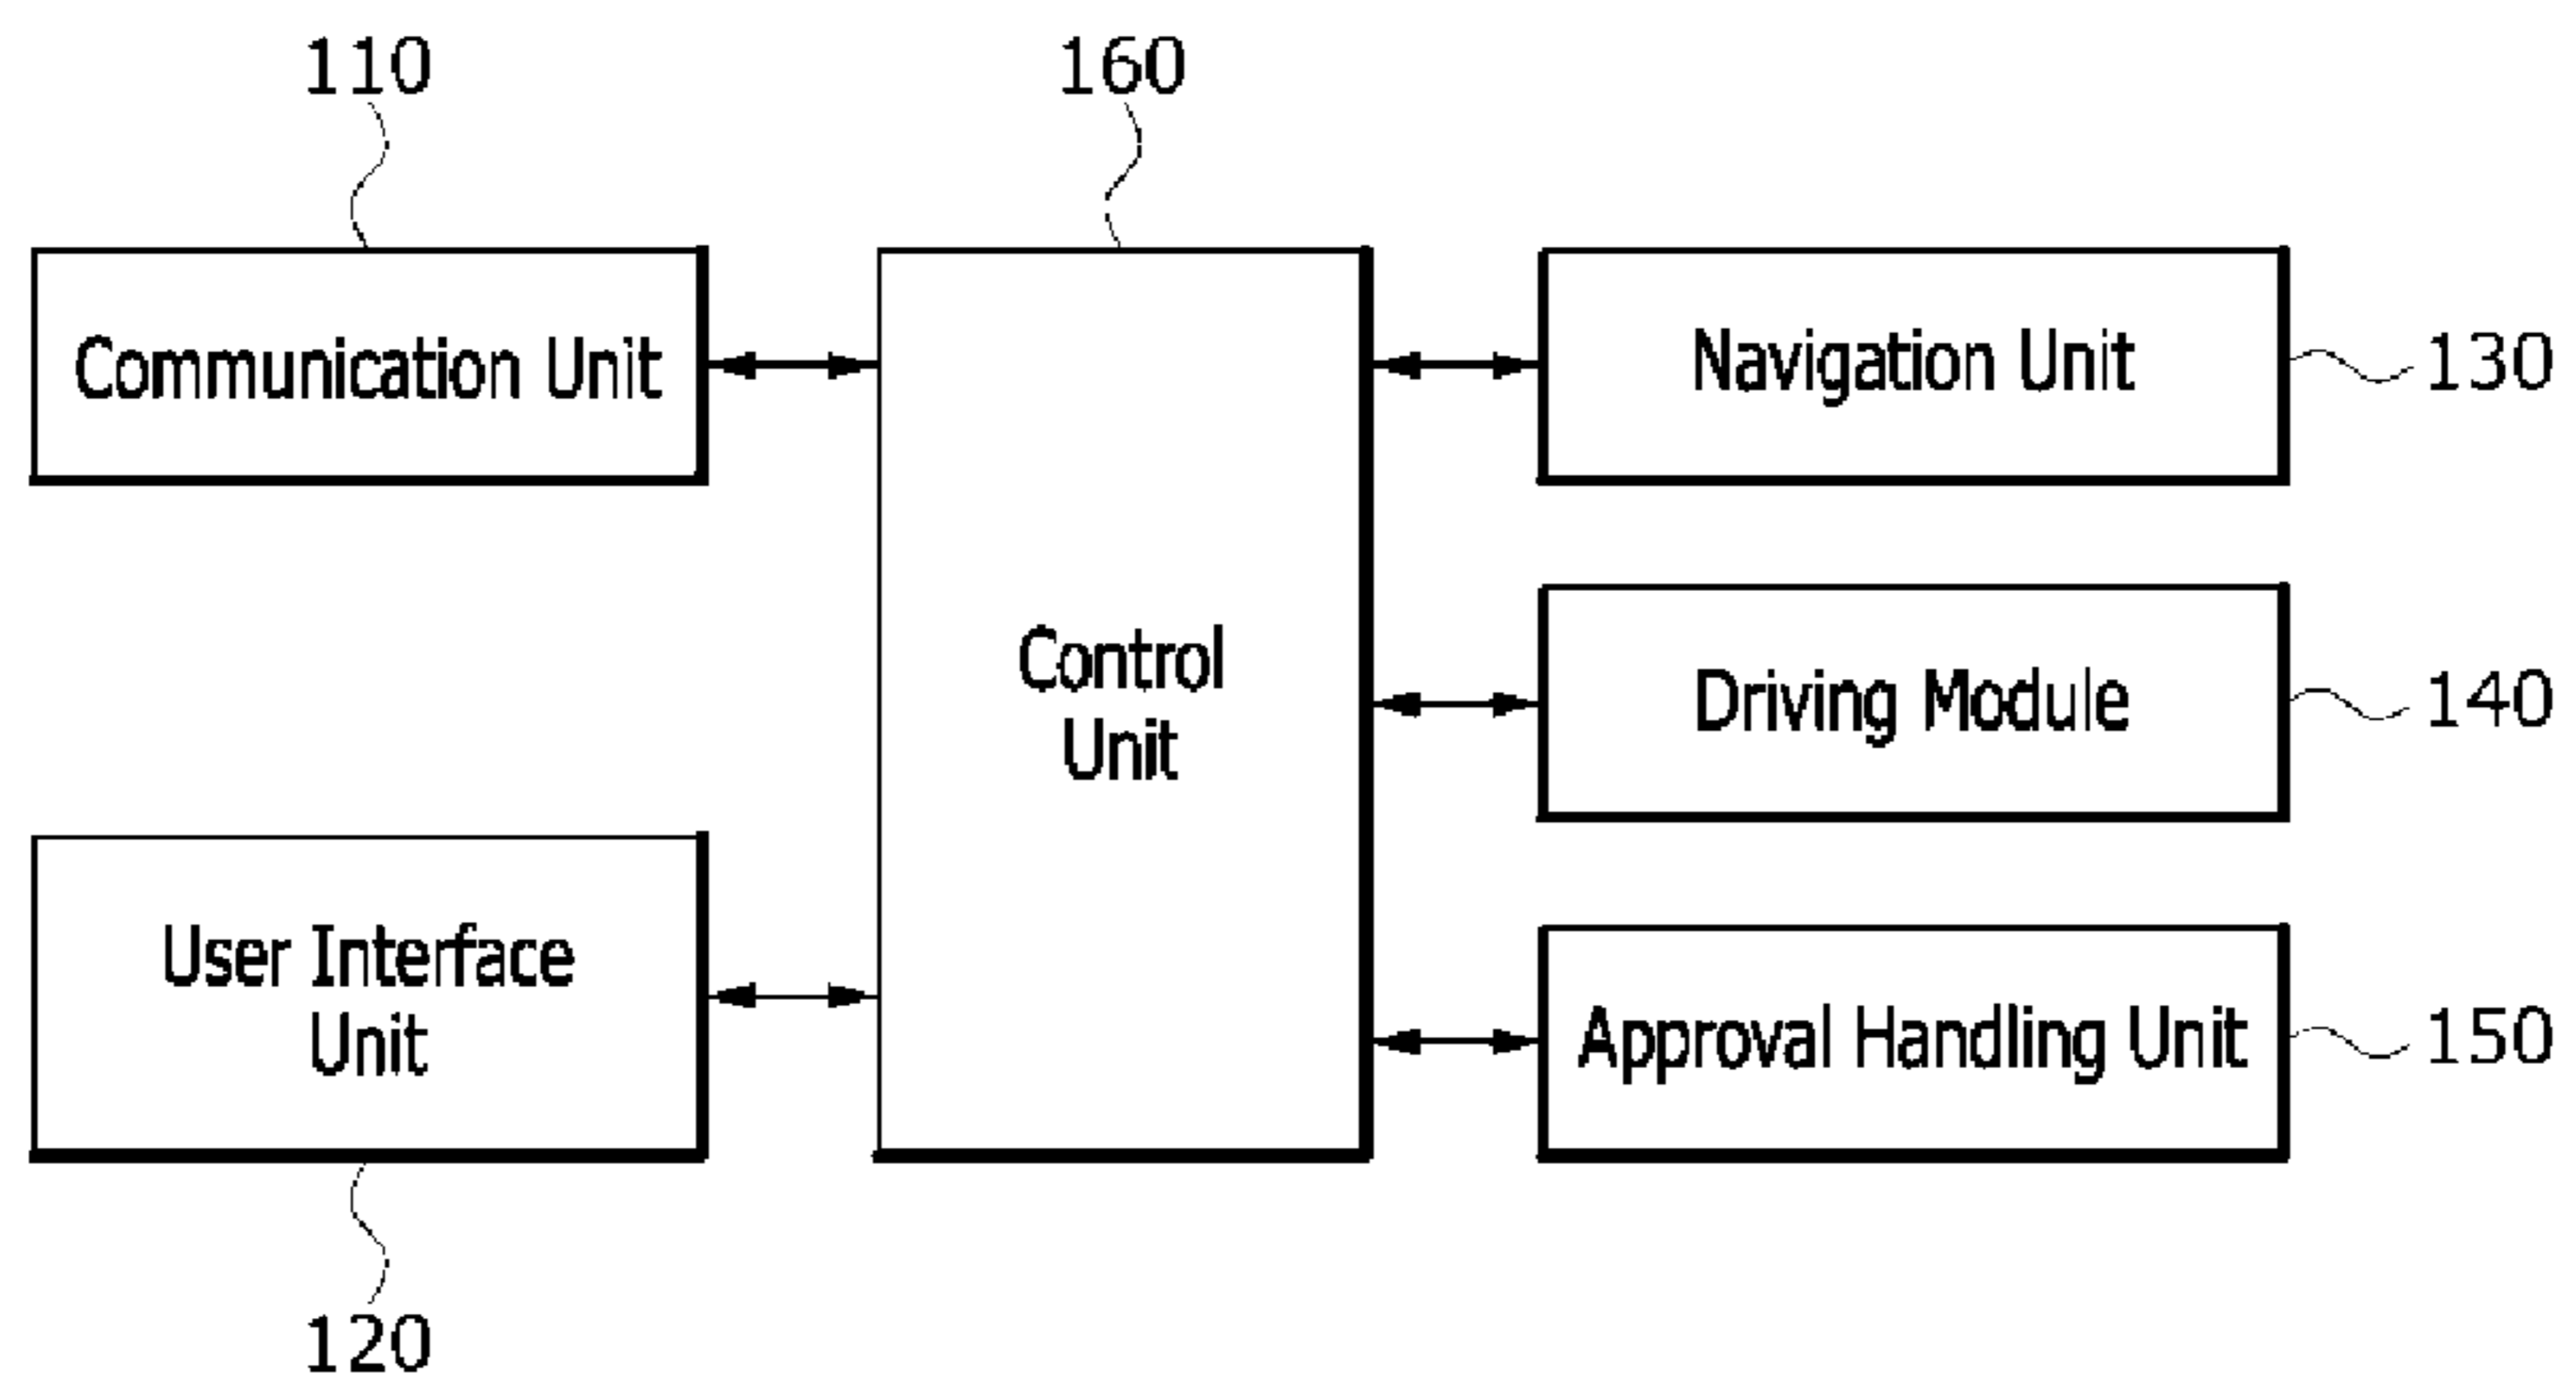 110
160
Communication Unit
Navigation Unit
130
Control
Unit
Driving Module
140
User Interface
Unit
Approval Handling Unit
150
120